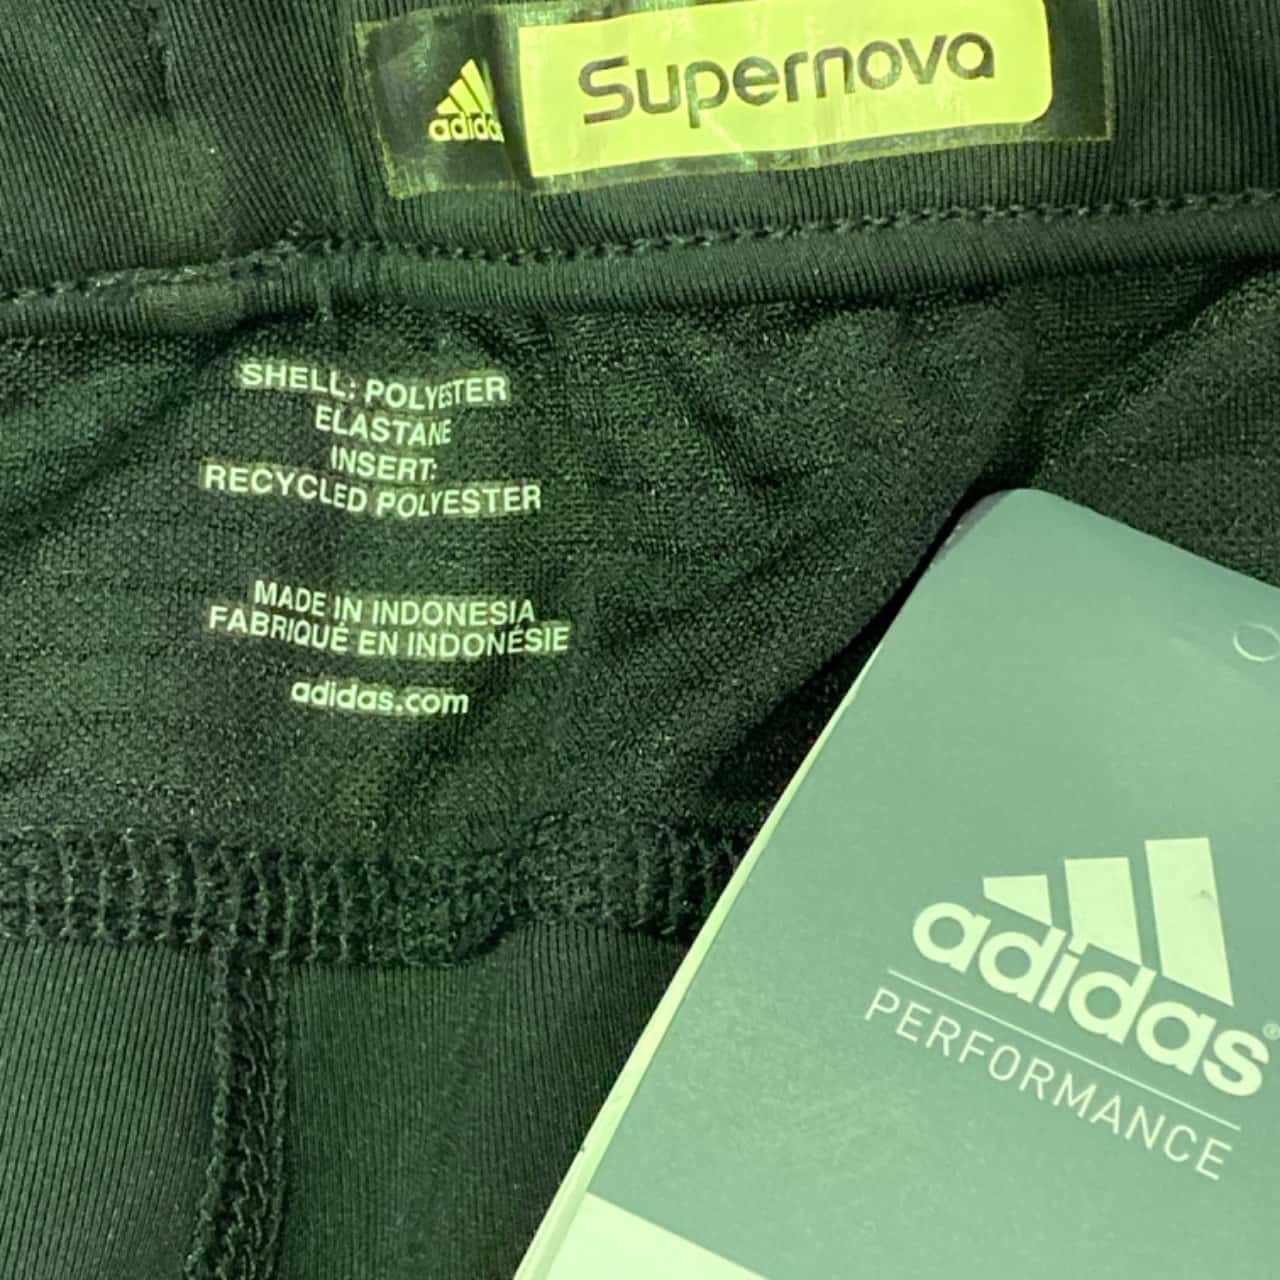 adidas
Supernova
SHELL: POLYESTER
ELASTANE
INSERT:
RECYCLED POLYESTER
MADE IN INDONESIA
FABRIQUÉ EN INDONÉSIE
adidas.com
adidas®
PERFORMANCE